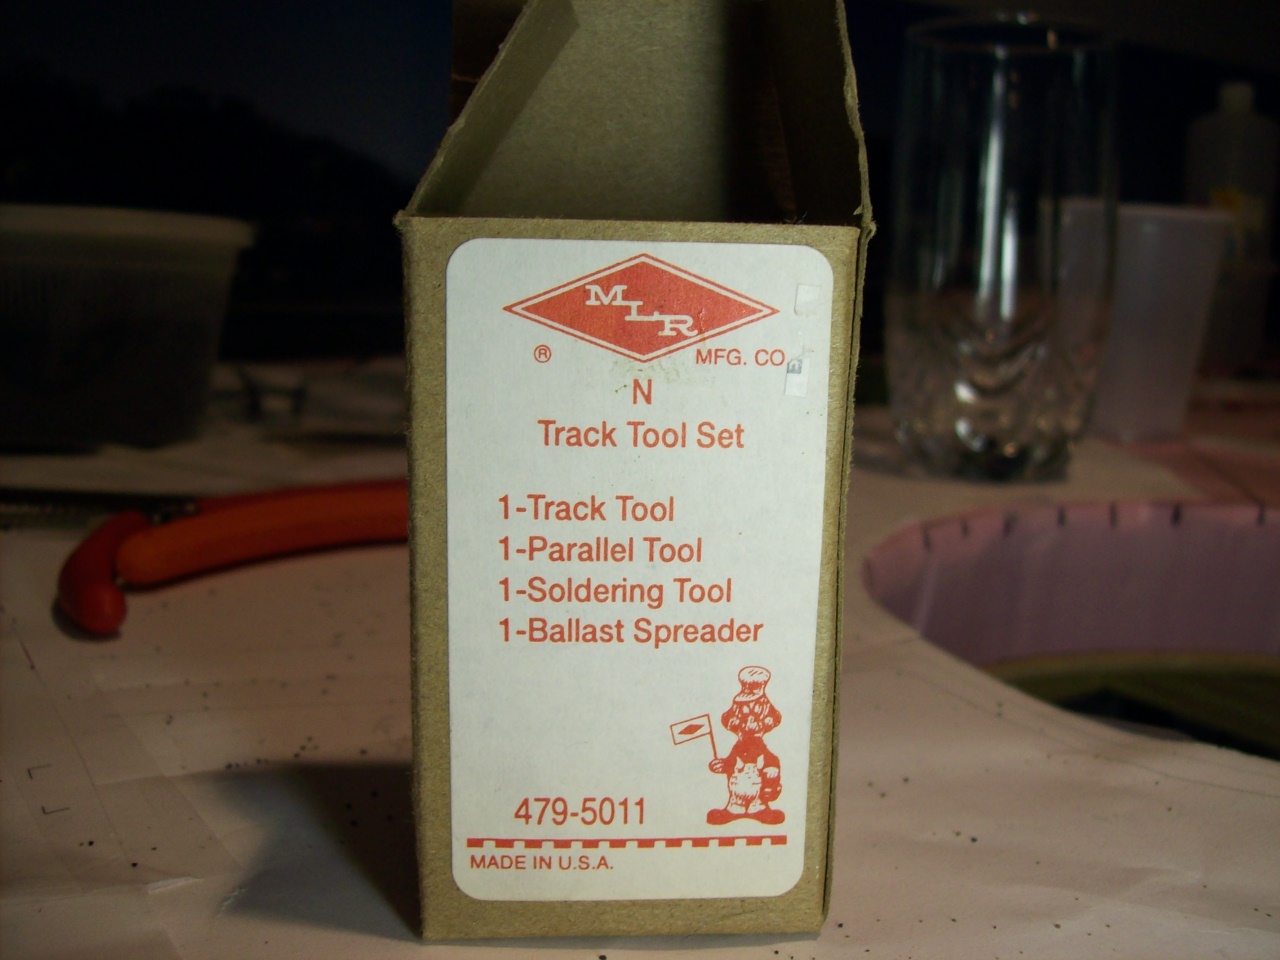 MLR
® MFG. CO
N
Track Tool Set
1-Track Tool
1-Parallel Tool
1-Soldering Tool
1-Ballast Spreader
479-5011
MADE IN U.S.A.